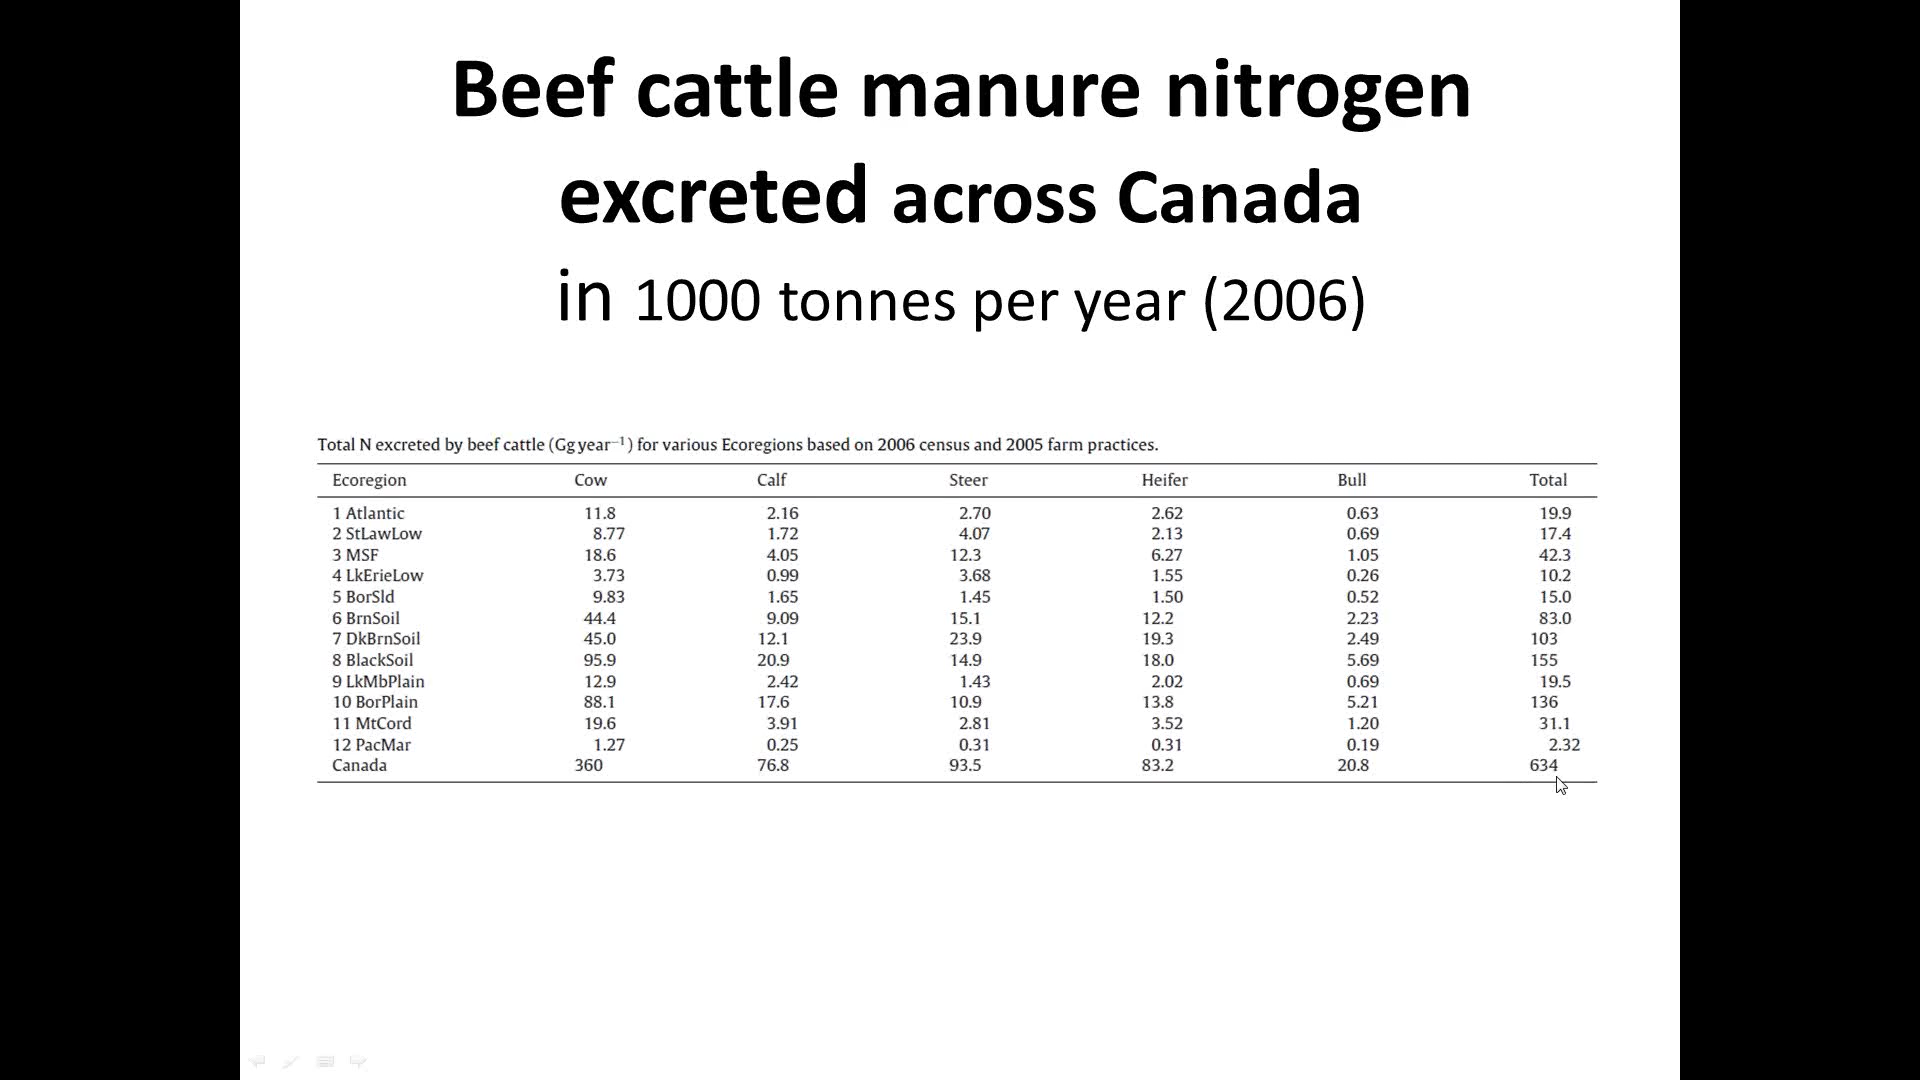 Beef cattle manure nitrogen
excreted across Canada
in 1000 tonnes per year (2006)
Total N excreted by beef cattle (Gg year⁻¹) for various Ecoregions based on 2006 census and 2005 farm practices.
Ecoregion Cow Calf Steer Heifer Bull Total
1 Atlantic 11.8 2.16 2.70 2.62 0.63 19.9
2 StLawLow 8.77 1.72 4.07 2.13 0.69 17.4
3 MSF 18.6 4.05 12.3 6.27 1.05 42.3
4 LkErieLow 3.73 0.99 3.68 1.55 0.26 10.2
5 BorSld 9.83 1.65 1.45 1.50 0.52 15.0
6 BrnSoil 44.4 9.09 15.1 12.2 2.23 83.0
7 DkBrnSoil 45.0 12.1 23.9 19.3 2.49 103
8 BlackSoil 95.9 20.9 14.9 18.0 5.69 155
9 LkMbPlain 12.9 2.42 1.43 2.02 0.69 19.5
10 BorPlain 88.1 17.6 10.9 13.8 5.21 136
11 MtCord 19.6 3.91 2.81 3.52 1.20 31.1
12 PacMar 1.27 0.25 0.31 0.31 0.19 2.32
Canada 360 76.8 93.5 83.2 20.8 634